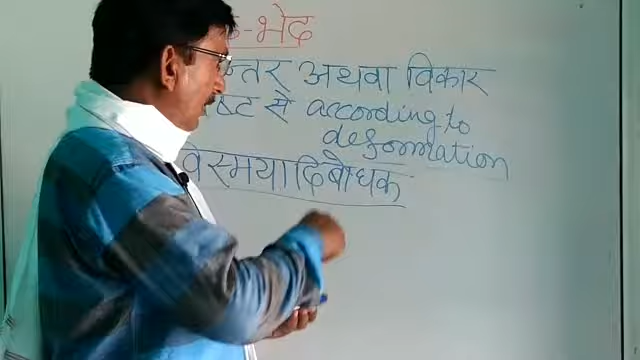 भेद
अथवा विकार
से according to
deformation
विस्मयादिबोधक